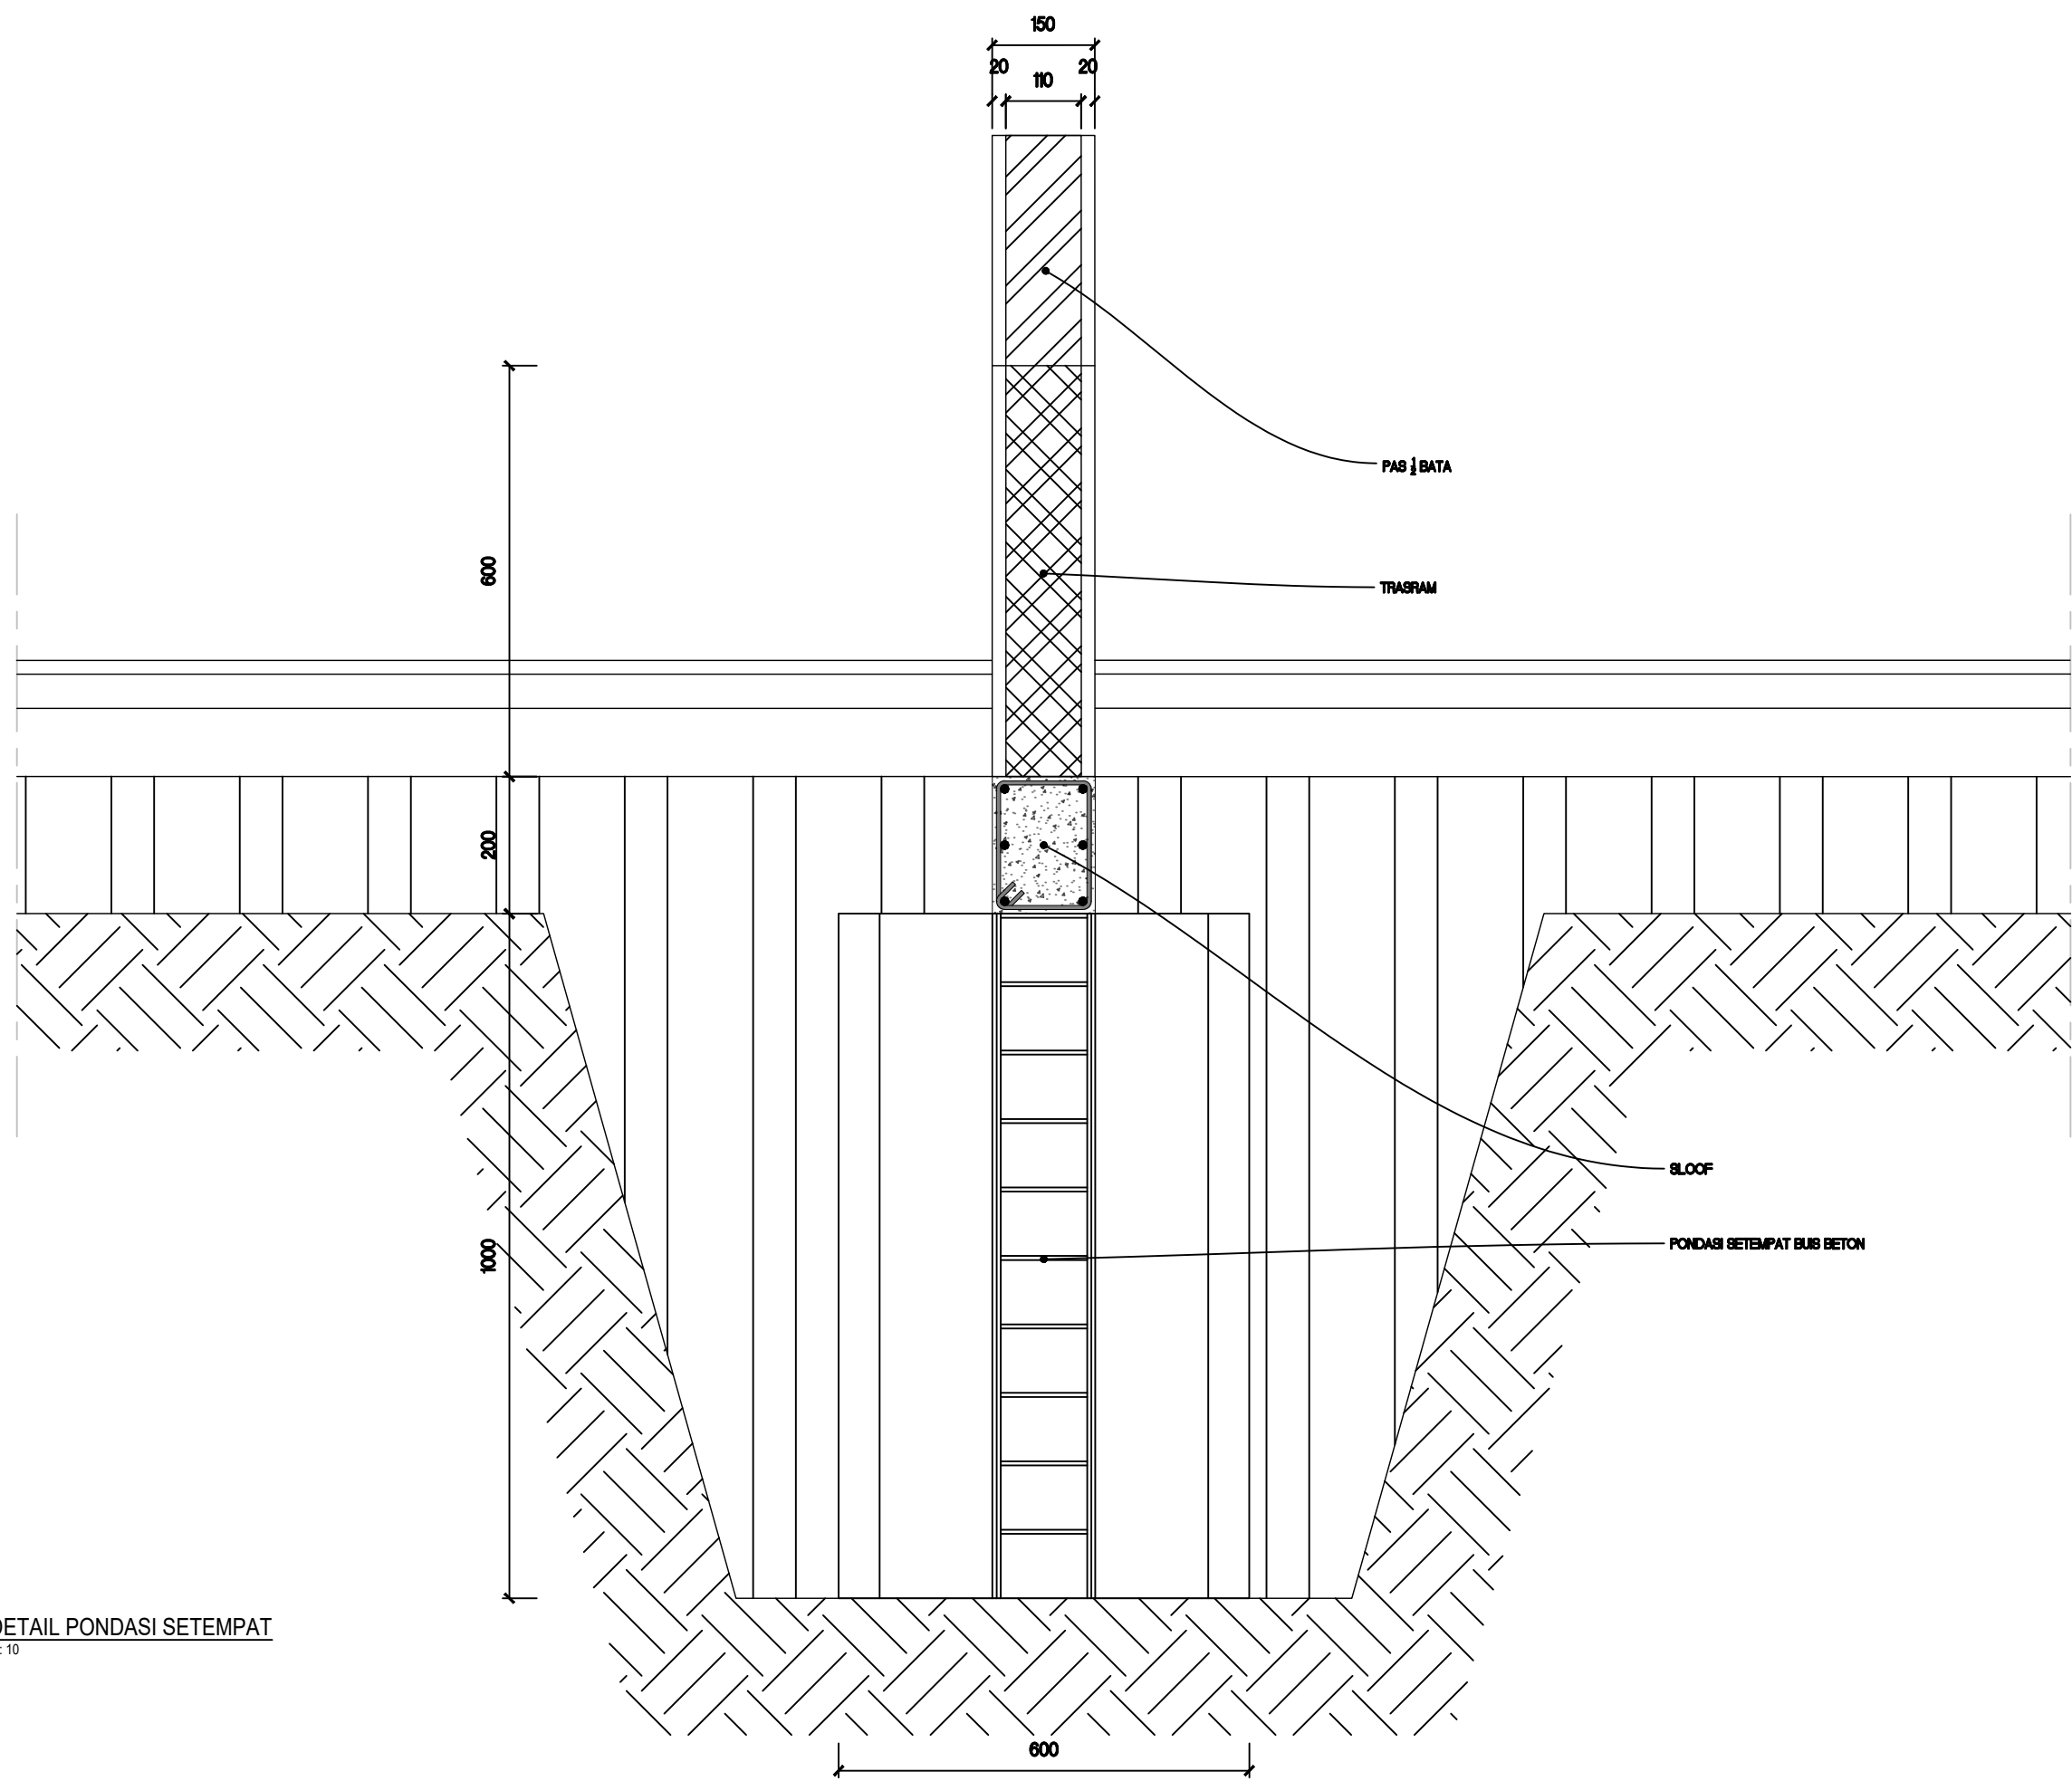 150
20
110
20
PAS ½ BATA
600
TRASRAM
200
SLOOF
PONDASI SETEMPAT BUIS BETON
1000
DETAIL PONDASI SETEMPAT
: 10
600